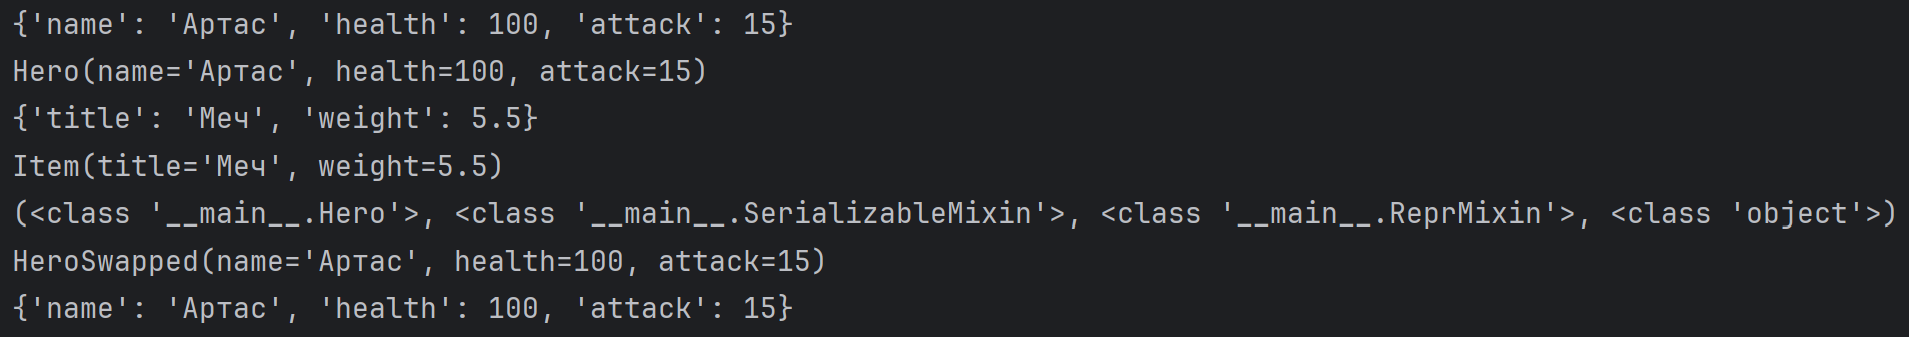 {'name': 'Артас', 'health': 100, 'attack': 15}
Hero(name='Артас', health=100, attack=15)
{'title': 'Меч', 'weight': 5.5}
Item(title='Меч', weight=5.5)
(<class '__main__.Hero'>, <class '__main__.SerializableMixin'>, <class '__main__.ReprMixin'>, <class 'object'>)
HeroSwapped(name='Артас', health=100, attack=15)
{'name': 'Артас', 'health': 100, 'attack': 15}